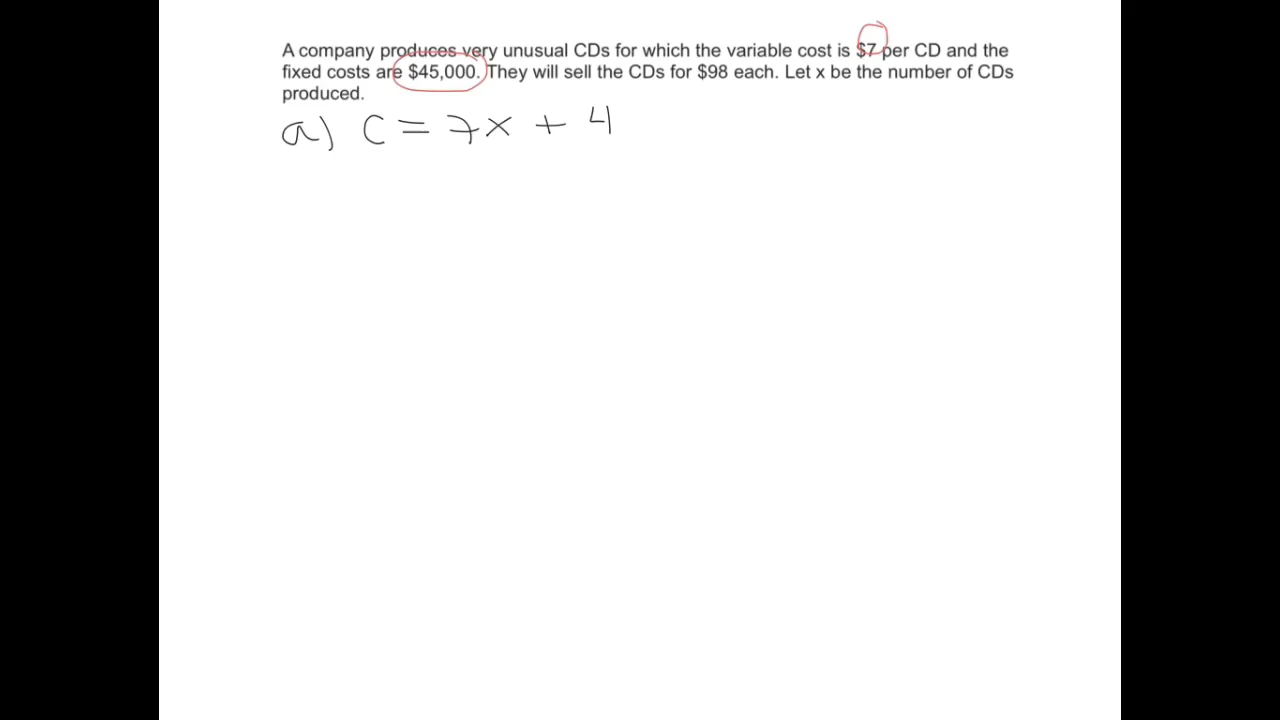 A company produces very unusual CDs for which the variable cost is $7 per CD and the
fixed costs are $45,000. They will sell the CDs for $98 each. Let x be the number of CDs
produced.
a) C = 7x + 4